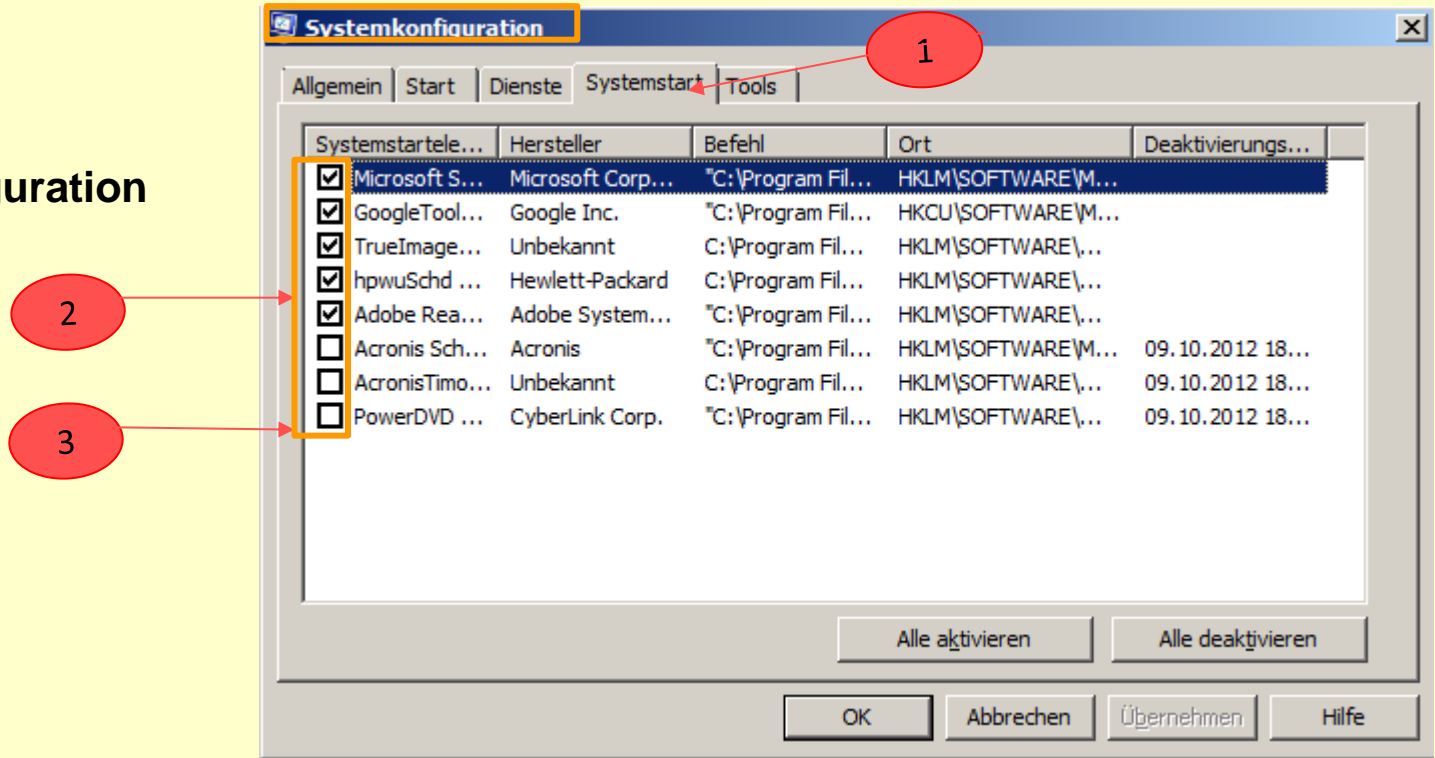 Systemkonfiguration
1
Allgemein Start Dienste Systemstart Tools
Systemstartele... Hersteller Befehl Ort Deaktivierungs...
Microsoft S... Microsoft Corp... "C:\Program Fil... HKLM\SOFTWARE\M...
guration
GoogleTool... Google Inc. "C:\Program Fil... HKCU\SOFTWARE\M...
TrueImage... Unbekannt C:\Program Fil... HKLM\SOFTWARE\...
hpwuSchd ... Hewlett-Packard C:\Program Fil... HKLM\SOFTWARE\...
2
Adobe Rea... Adobe System... "C:\Program Fil... HKLM\SOFTWARE\...
Acronis Sch... Acronis "C:\Program Fil... HKLM\SOFTWARE\M... 09.10.2012 18...
AcronisTimo... Unbekannt C:\Program Fil... HKLM\SOFTWARE\... 09.10.2012 18...
PowerDVD ... CyberLink Corp. "C:\Program Fil... HKLM\SOFTWARE\... 09.10.2012 18...
3
Alle aktivieren Alle deaktivieren
OK Abbrechen Übernehmen Hilfe